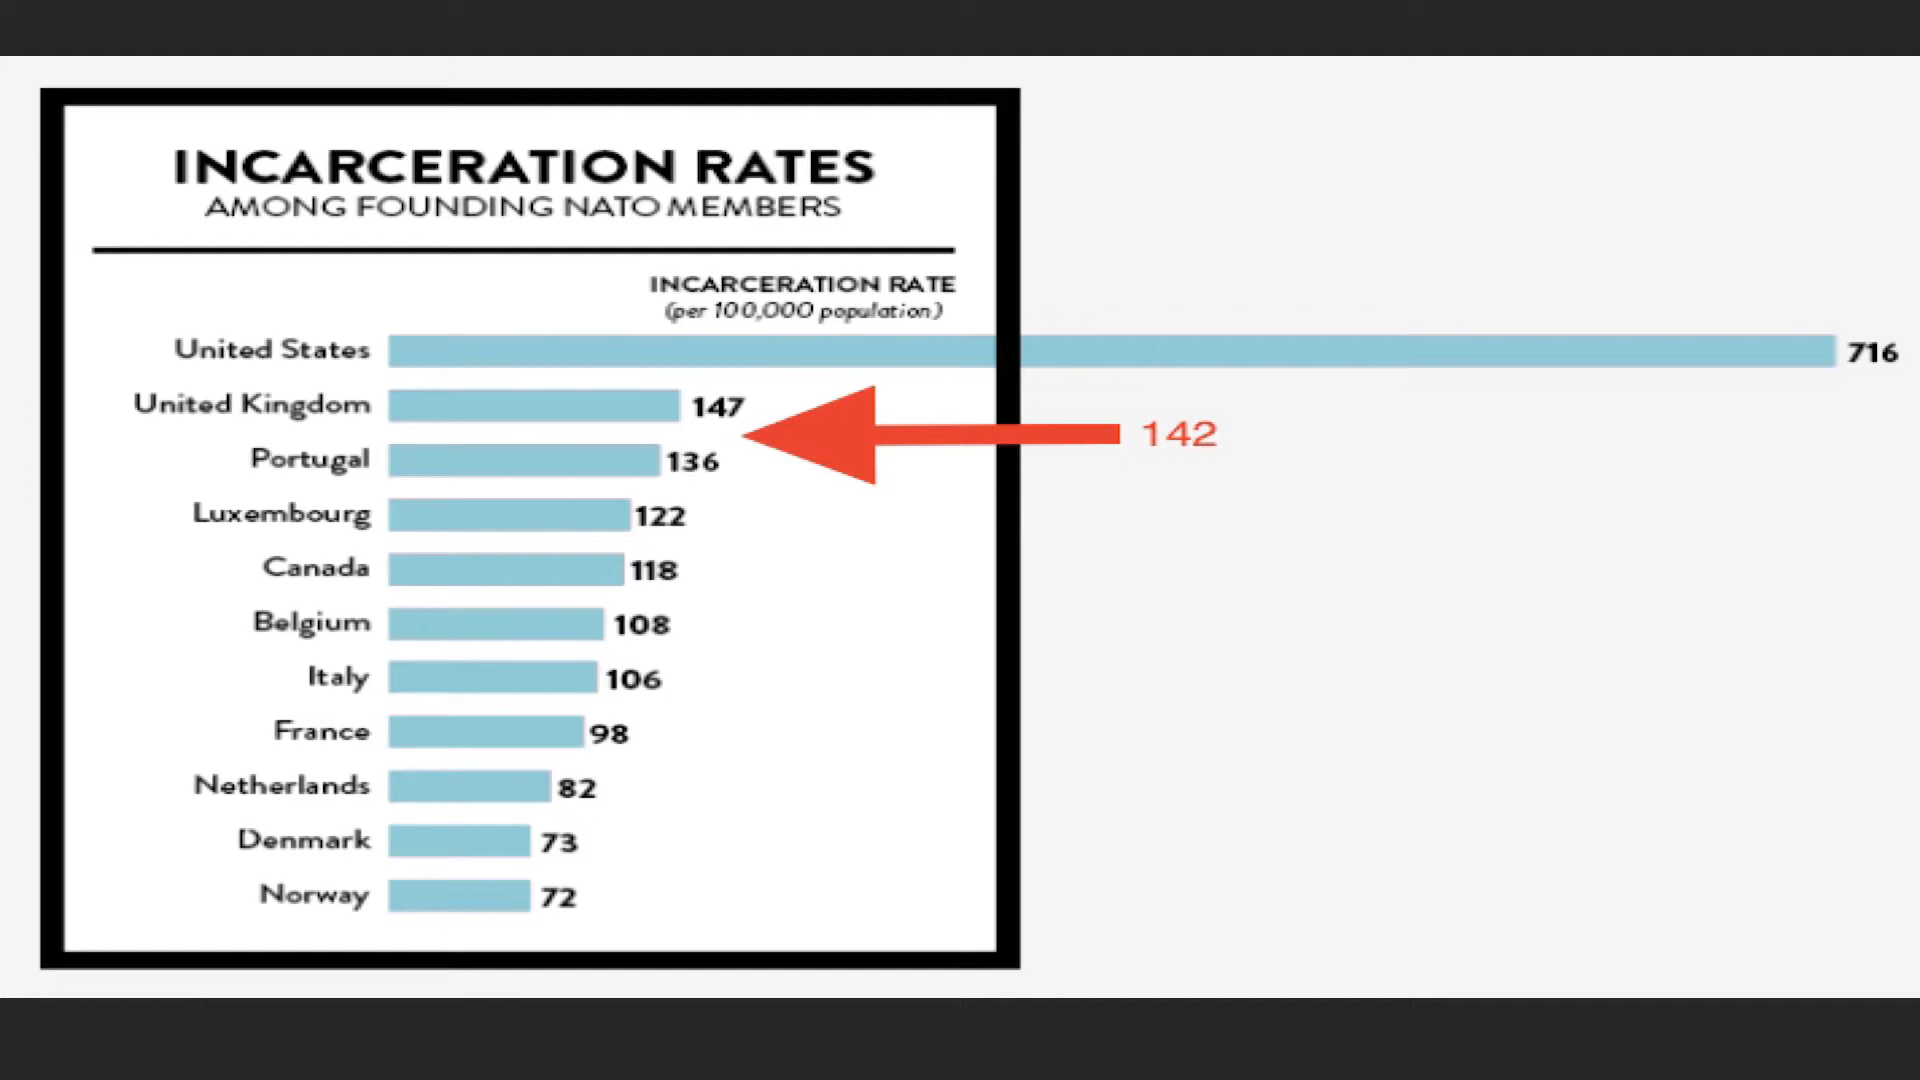 INCARCERATION RATES
AMONG FOUNDING NATO MEMBERS
INCARCERATION RATE
(per 100,000 population)
United States 716
United Kingdom 147
142
Portugal 136
Luxembourg 122
Canada 118
Belgium 108
Italy 106
France 98
Netherlands 82
Denmark 73
Norway 72